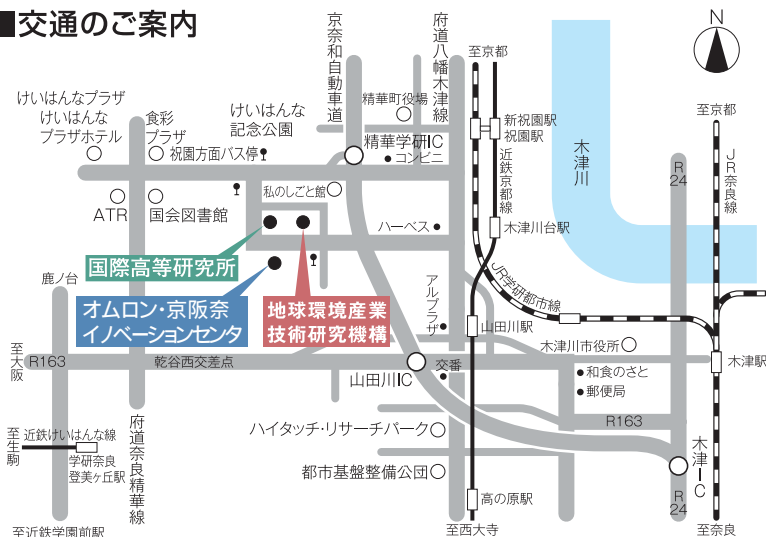 ■交通のご案内
N
京奈和自動車道
府道八幡木津線
至京都
至京都
けいはんなプラザ
けいはんな
プラザホテル
食彩
プラザ
けいはんな
記念公園
精華町役場
新祝園駅
祝園駅
祝園方面バス停
精華学研IC
コンビニ
近鉄京都線
木津川
R
24
JR奈良線
ATR
国会図書館
私のしごと館
ハーベス
木津川台駅
国際高等研究所
鹿ノ台
オムロン・京阪奈
イノベーションセンタ
地球環境産業
技術研究機構
アルプラザ
JR学研都市線
山田川駅
木津川市役所
至大阪
R163
乾谷西交差点
山田川IC
交番
和食のさと
郵便局
木津駅
至生駒
近鉄けいはんな線
学研奈良
登美ヶ丘駅
府道奈良精華線
ハイタッチ・リサーチパーク
R163
木津IC
都市基盤整備公団
高の原駅
R
24
至近鉄学園前駅
至西大寺
至奈良